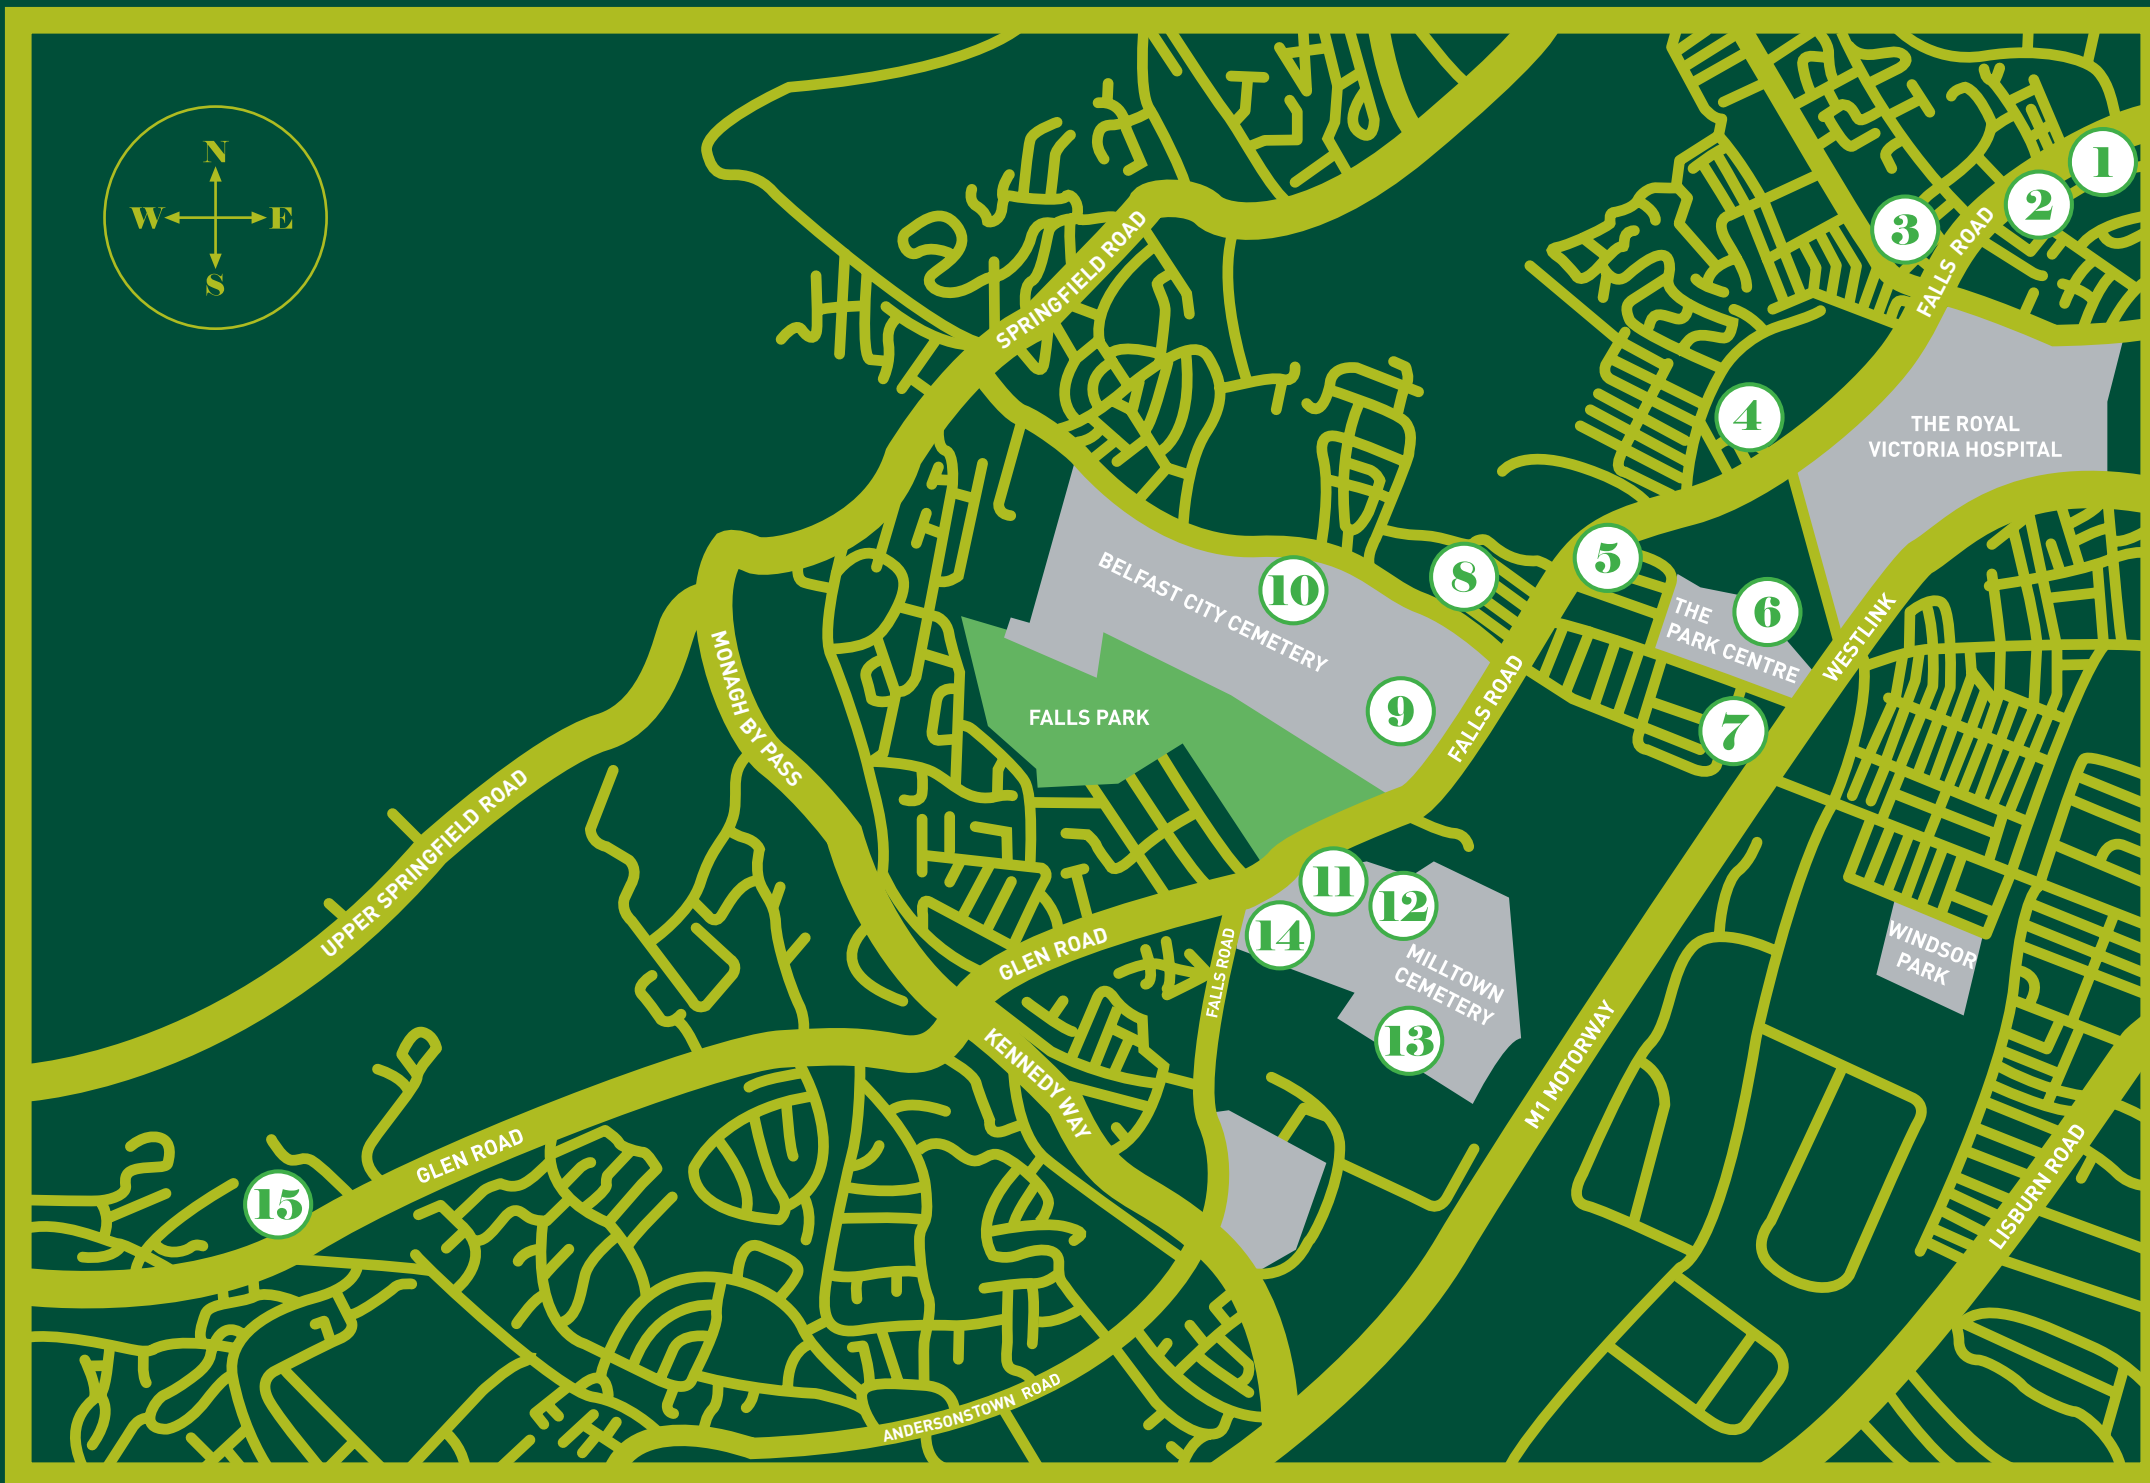 N
W
E
S
1
2
3
FALLS ROAD
SPRINGFIELD ROAD
4
THE ROYAL
VICTORIA HOSPITAL
5
8
10
BELFAST CITY CEMETERY
THE
PARK CENTRE
6
WESTLINK
MONAGH BY PASS
FALLS PARK
9
FALLS ROAD
7
UPPER SPRINGFIELD ROAD
11
12
14
GLEN ROAD
FALLS ROAD
MILLTOWN
CEMETERY
WINDSOR
PARK
13
KENNEDY WAY
M1 MOTORWAY
GLEN ROAD
15
LISBURN ROAD
ANDERSONSTOWN ROAD